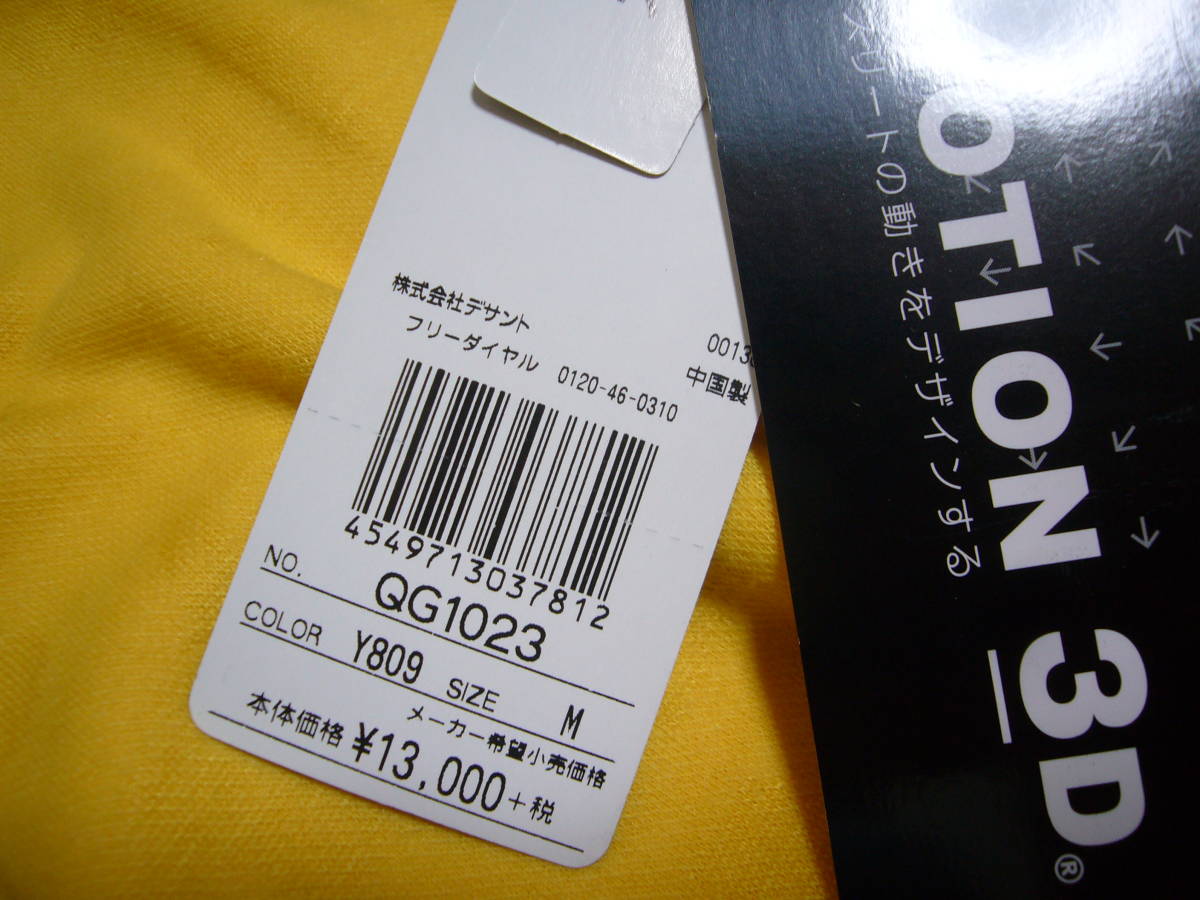 株式会社デサント
フリーダイヤル 0120-46-0310
中国製
4549713037812
NO. QG1023
COLOR Y809 SIZE M
メーカー希望小売価格
本体価格 ¥13,000+税
OTION 3D®
スリートの動きをデザインする